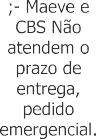 ;- Maeve e
CBS Não
atendem o
prazo de
entrega,
pedido
emergencial.